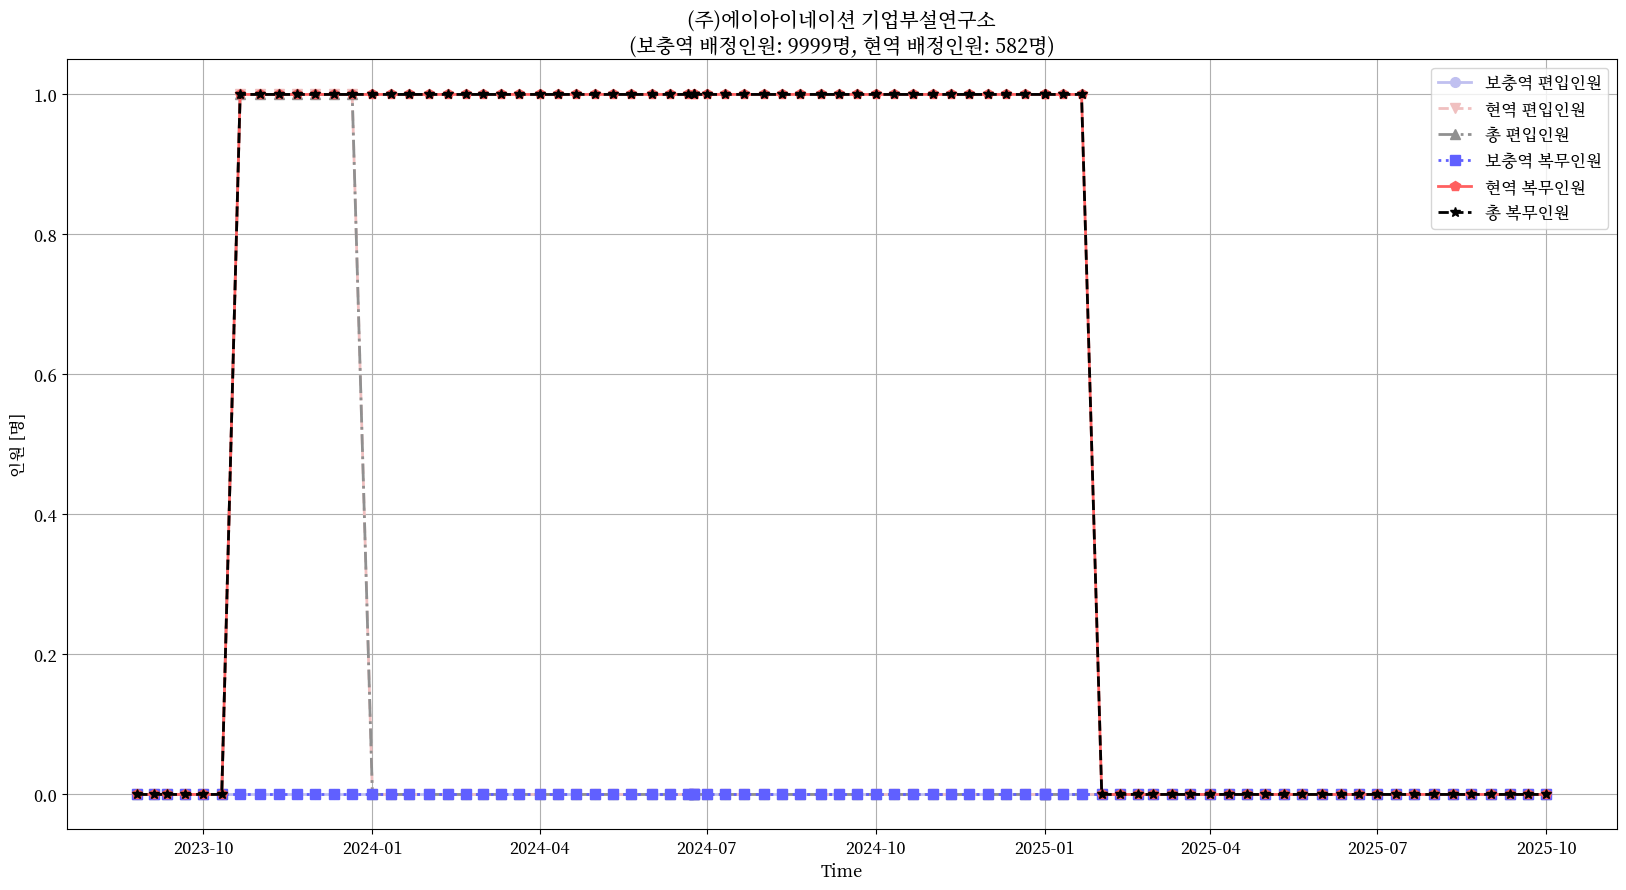 (주)에이아이네이션 기업부설연구소
(보충역 배정인원: 9999명, 현역 배정인원: 582명)
보충역 편입인원
현역 편입인원
총 편입인원
보충역 복무인원
현역 복무인원
총 복무인원
1.0
0.8
0.6
0.4
0.2
0.0
인원 [명]
2023-10
2024-01
2024-04
2024-07
2024-10
2025-01
2025-04
2025-07
2025-10
Time